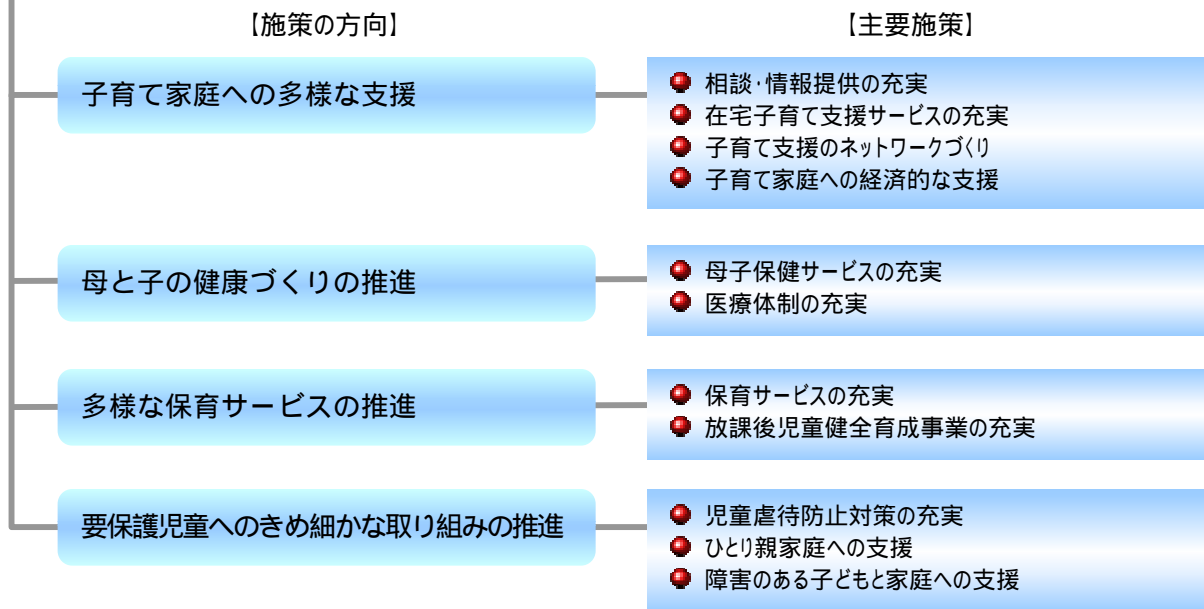 【施策の方向】
【主要施策】
子育て家庭への多様な支援
相談・情報提供の充実
在宅子育て支援サービスの充実
子育て支援のネットワークづくり
子育て家庭への経済的な支援
母と子の健康づくりの推進
母子保健サービスの充実
医療体制の充実
多様な保育サービスの推進
保育サービスの充実
放課後児童健全育成事業の充実
要保護児童へのきめ細かな取り組みの推進
児童虐待防止対策の充実
ひとり親家庭への支援
障害のある子どもと家庭への支援